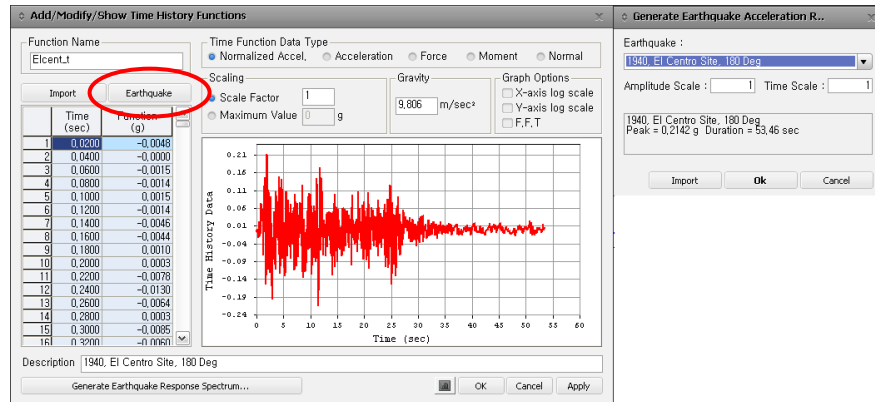 Add/Modify/Show Time History Functions
Function Name
Elcent_t
Import
Earthquake
Time (sec) Function (g)
1 0,0200 -0,0048
2 0,0400 -0,0000
3 0,0600 -0,0015
4 0,0800 -0,0014
5 0,1000 0,0015
6 0,1200 -0,0014
7 0,1400 -0,0046
8 0,1600 -0,0044
9 0,1800 0,0010
10 0,2000 0,0003
11 0,2200 -0,0078
12 0,2400 -0,0130
13 0,2600 -0,0064
14 0,2800 0,0003
15 0,3000 -0,0085
16 0,3200 -0,0060
Time Function Data Type
Normalized Accel, Acceleration Force Moment Normal
Scaling
Scale Factor 1
Maximum Value 0 g
Gravity
9,806 m/sec²
Graph Options
X-axis log scale
Y-axis log scale
F,F,T
Time History Data
0.21
0.16
0.11
0.06
0.01
-0.04
-0.09
-0.14
-0.19
-0.24
0 5 10 15 20 25 30 35 40 45 50 55 60
Time (sec)
Description 1940, El Centro Site, 180 Deg
Generate Earthquake Response Spectrum...
OK Cancel Apply
Generate Earthquake Acceleration R..
Earthquake :
1940, El Centro Site, 180 Deg
Amplitude Scale : 1 Time Scale : 1
1940, El Centro Site, 180 Deg
Peak = 0,2142 g Duration = 53,46 sec
Import Ok Cancel